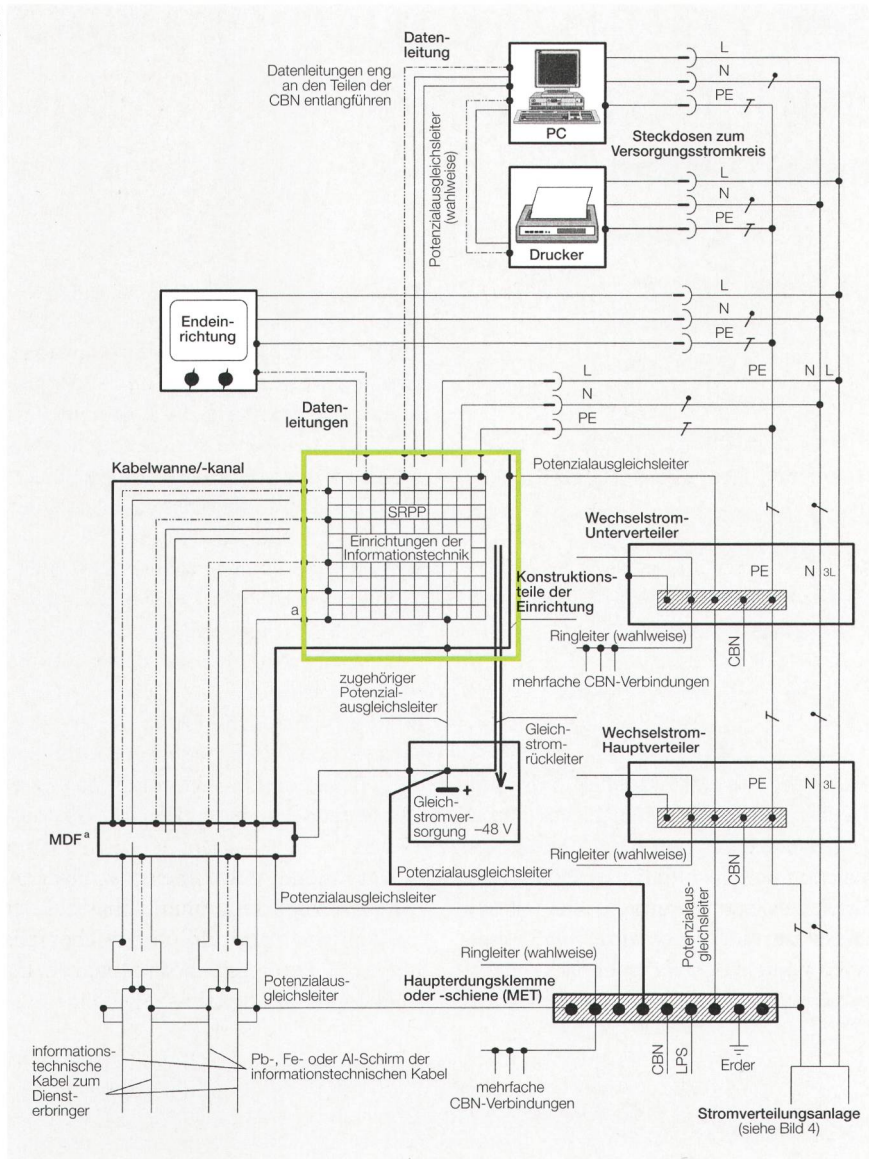 Daten-
leitung
Datenleitungen eng
an den Teilen der
CBN entlangführen
Potenzialausgleichsleiter
(wahlweise)
PC
L
N
PE
Steckdosen zum
Versorgungsstromkreis
Drucker
L
N
PE
Endein-
richtung
L
N
PE
Daten-
leitungen
L
N
PE
PE
N
L
Kabelwanne/-kanal
Potenzialausgleichsleiter
SRPP
Einrichtungen der
Informationstechnik
a
Wechselstrom-
Unterverteiler
PE
N
3L
Konstruktions-
teile der
Einrichtung
Ringleiter (wahlweise)
CBN
mehrfache CBN-Verbindungen
zugehöriger
Potenzial-
ausgleichsleiter
Gleich-
strom-
rückleiter
Wechselstrom-
Hauptverteiler
PE
N
3L
+
–
Gleich-
stromver-
sorgung
–48 V
MDF a
Ringleiter (wahlweise)
CBN
Potenzialausgleichsleiter
Potenzialausgleichsleiter
Potenzialaus-
gleichsleiter
Ringleiter (wahlweise)
Potenzialaus-
gleichsleiter
Haupterdungsklemme
oder -schiene (MET)
informations-
technische
Kabel zum
Dienst-
erbringer
Pb-, Fe- oder Al-Schirm der
informationstechnischen Kabel
mehrfache
CBN-Verbindungen
CBN
LPS
Erder
Stromverteilungsanlage
(siehe Bild 4)